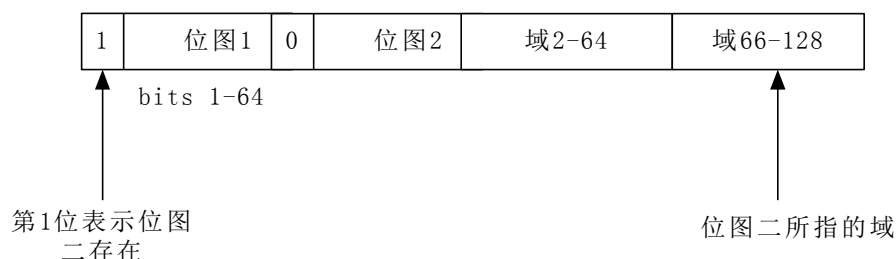 1 位图1 0 位图2 域2-64 域66-128
bits 1-64
第1位表示位图
二存在
位图二所指的域